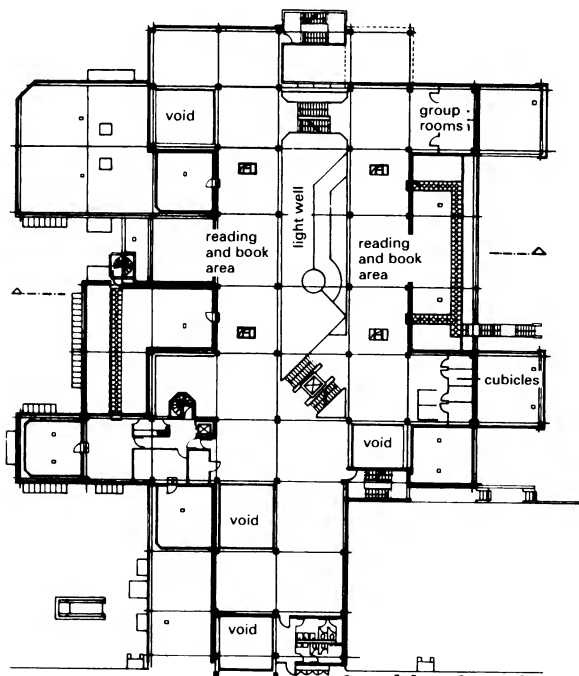 void
group
rooms
light well
reading
and book
area
reading
and book
area
cubicles
void
void
void